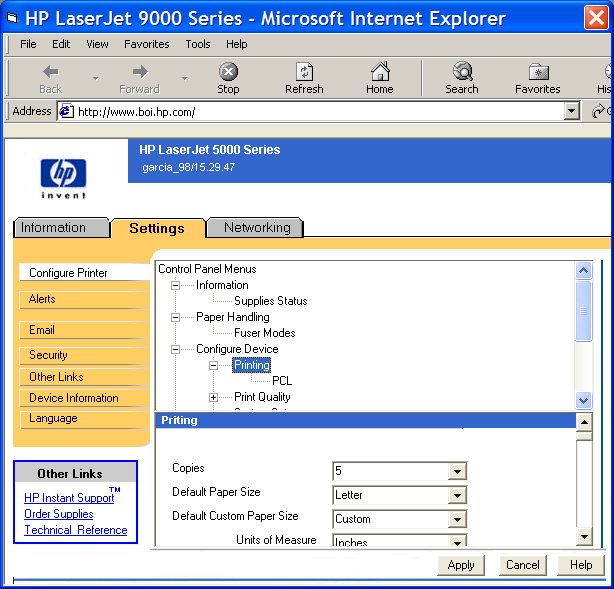 HP LaserJet 9000 Series - Microsoft Internet Explorer
File Edit View Favorites Tools Help
Back Forward Stop Refresh Home Search Favorites His
Address http://www.boi.hp.com/ G
hp
invent
HP LaserJet 5000 Series
garcia_98/15.29.47
Information Settings Networking
Configure Printer
Alerts
Email
Security
Other Links
Device Information
Language
Control Panel Menus
Information
Supplies Status
Paper Handling
Fuser Modes
Configure Device
Printing
PCL
Print Quality
Priting
Copies 5
Default Paper Size Letter
Default Custom Paper Size Custom
Units of Measure Inches
Other Links
HP Instant Support™
Order Supplies
Technical Reference
Apply Cancel Help